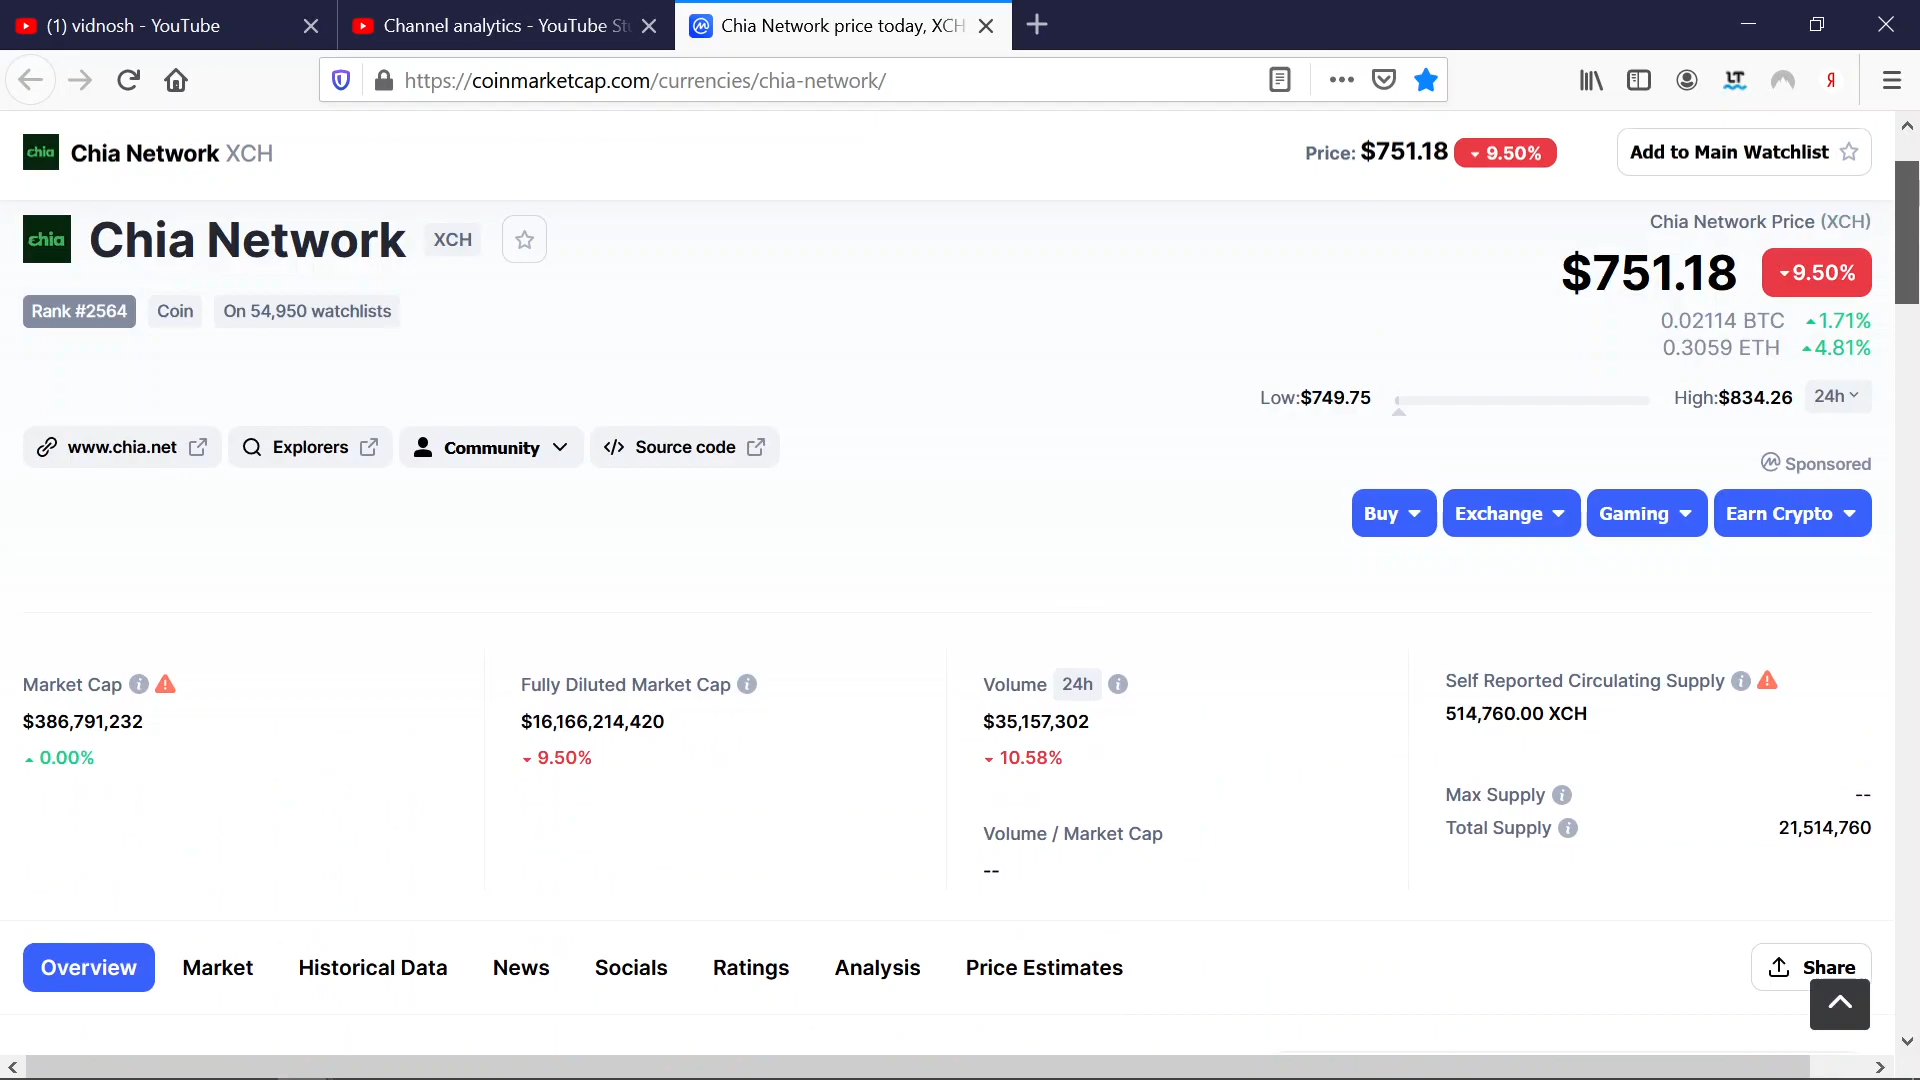 (1) vidnosh - YouTube
Channel analytics - YouTube St
Chia Network price today, XCH
https://coinmarketcap.com/currencies/chia-network/
chia Chia Network XCH
Price: $751.18 9.50%
Add to Main Watchlist
chia Chia Network XCH
Chia Network Price (XCH)
$751.18 9.50%
Rank #2564 Coin On 54,950 watchlists
0.02114 BTC 1.71%
0.3059 ETH 4.81%
Low:$749.75 High:$834.26 24h
www.chia.net Explorers Community Source code
Sponsored
Buy Exchange Gaming Earn Crypto
Market Cap
$386,791,232
0.00%
Fully Diluted Market Cap
$16,166,214,420
9.50%
Volume 24h
$35,157,302
10.58%
Volume / Market Cap
--
Self Reported Circulating Supply
514,760.00 XCH
Max Supply --
Total Supply 21,514,760
Overview Market Historical Data News Socials Ratings Analysis Price Estimates
Share